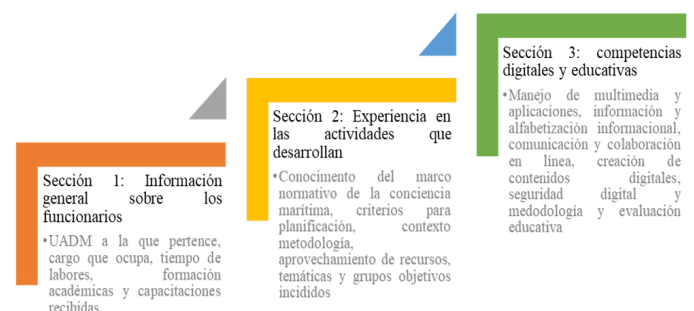 Sección 1: Información
general sobre los
funcionarios
•UADM a la que pertence,
cargo que ocupa, tiempo de
labores, formación
académicas y capacitaciones
recibidas
Sección 2: Experiencia en
las actividades que
desarrollan
•Conocimento del marco
normativo de la conciencia
marítima, criterios para
planificación, contexto
metodología,
aprovechamiento de recursos,
temáticas y grupos objetivos
incididos
Sección 3: competencias
digitales y educativas
•Manejo de multimedia y
aplicaciones, información y
alfabetización informacional,
comunicación y colaboración
en línea, creación de
contenidos digitales,
seguridad digital y
medodología y evaluación
educativa